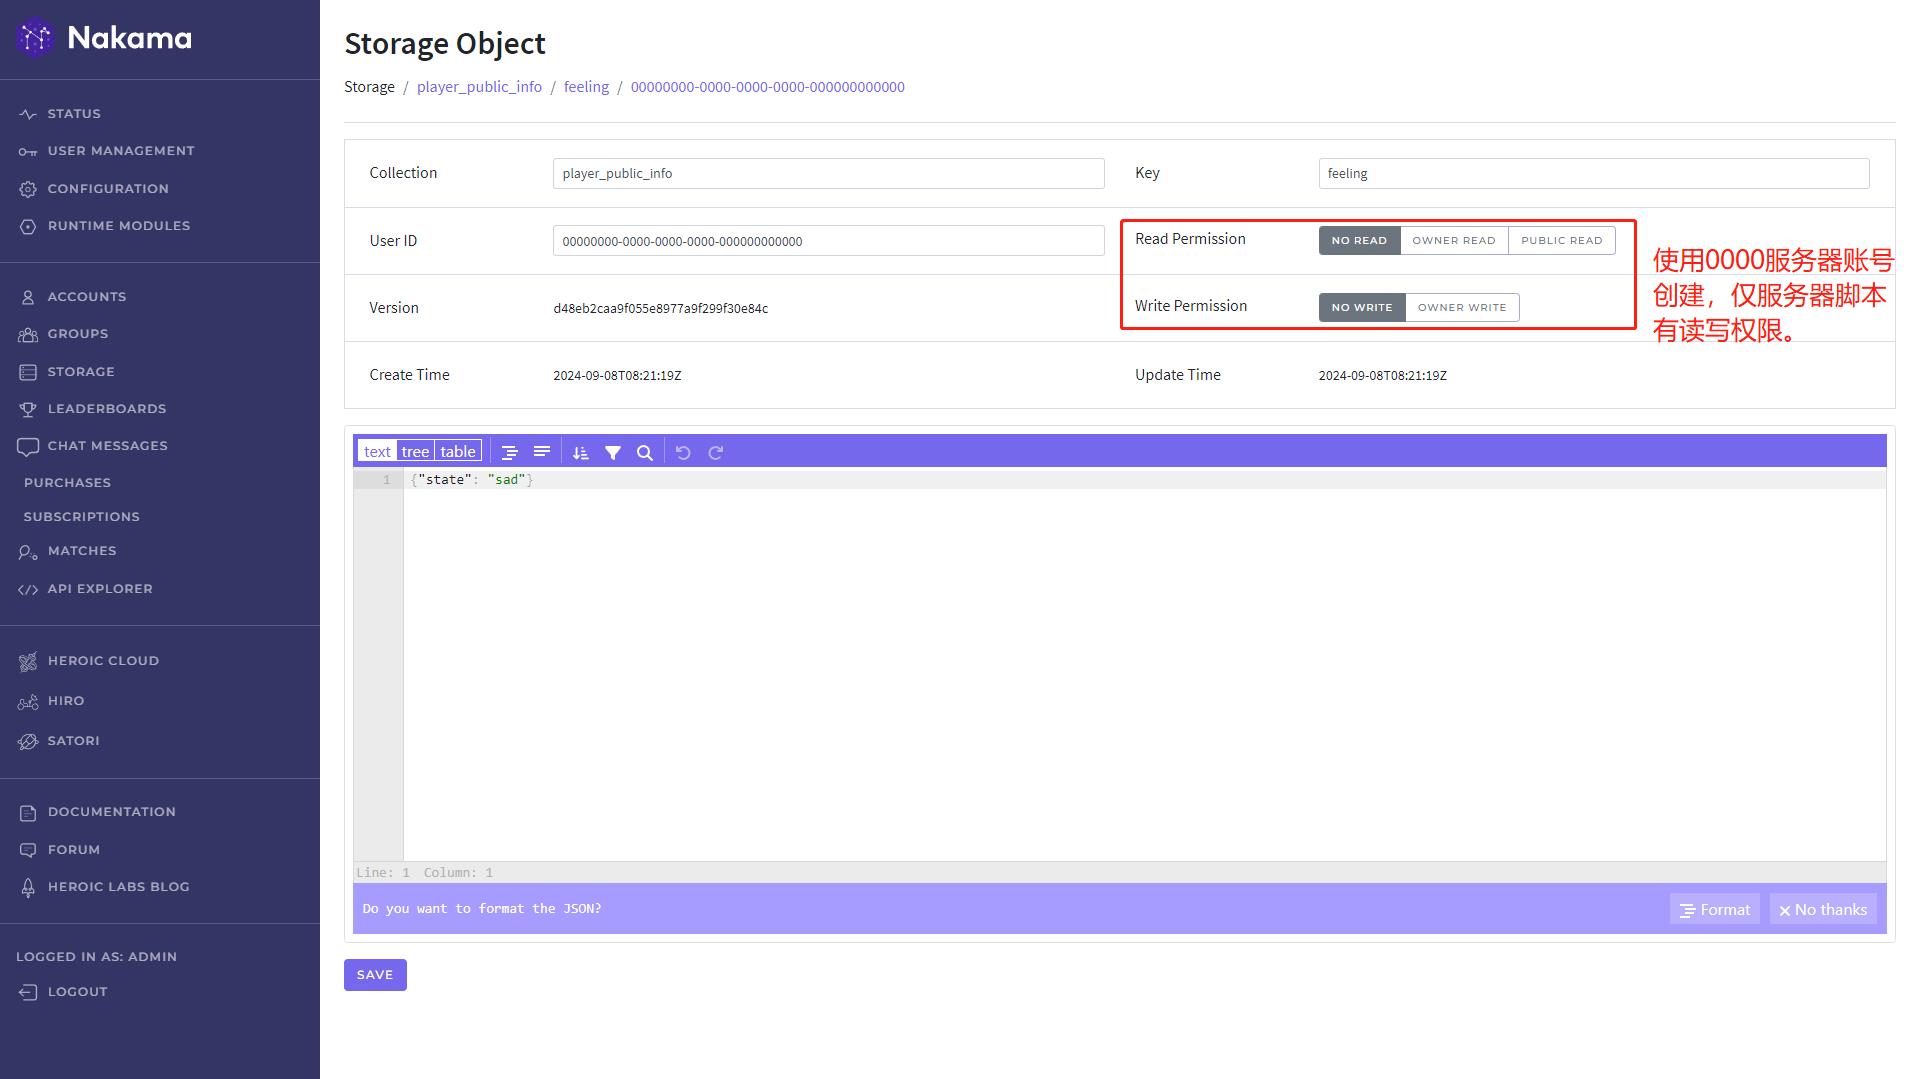 Nakama
STATUS
USER MANAGEMENT
CONFIGURATION
RUNTIME MODULES
ACCOUNTS
GROUPS
STORAGE
LEADERBOARDS
CHAT MESSAGES
PURCHASES
SUBSCRIPTIONS
MATCHES
API EXPLORER
HEROIC CLOUD
HIRO
SATORI
DOCUMENTATION
FORUM
HEROIC LABS BLOG
LOGGED IN AS: ADMIN
LOGOUT
Storage Object
Storage / player_public_info / feeling / 00000000-0000-0000-0000-000000000000
Collection player_public_info Key feeling
User ID 00000000-0000-0000-0000-000000000000 Read Permission NO READ OWNER READ PUBLIC READ
Version d48eb2caa9f055e8977a9f299f30e84c Write Permission NO WRITE OWNER WRITE
使用0000服务器账号
创建，仅服务器脚本
有读写权限。
Create Time 2024-09-08T08:21:19Z Update Time 2024-09-08T08:21:19Z
text tree table
1 {"state": "sad"}
Line: 1 Column: 1
Do you want to format the JSON? Format No thanks
SAVE